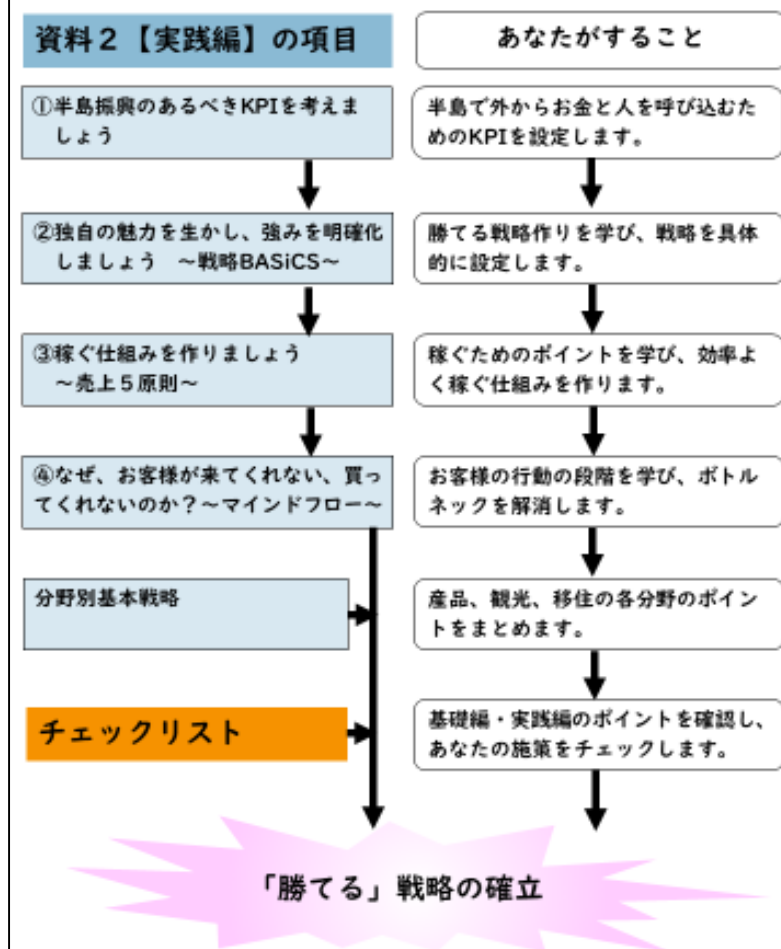 資料2【実践編】の項目
あなたがすること
①半島振興のあるべきKPIを考えま
しょう
半島で外からお金と人を呼び込むた
めのKPIを設定します。
②独自の魅力を生かし、強みを明確化
しましょう ～戦略BASiCS～
勝てる戦略作りを学び、戦略を具体
的に設定します。
③稼ぐ仕組みを作りましょう
～売上5原則～
稼ぐためのポイントを学び、効率よ
く稼ぐ仕組みを作ります。
④なぜ、お客様が来てくれない、買っ
てくれないのか？～マインドフロー～
お客様の行動の段階を学び、ボトル
ネックを解消します。
分野別基本戦略
産品、観光、移住の各分野のポイン
トをまとめます。
チェックリスト
基礎編・実践編のポイントを確認し、
あなたの施策をチェックします。
「勝てる」戦略の確立